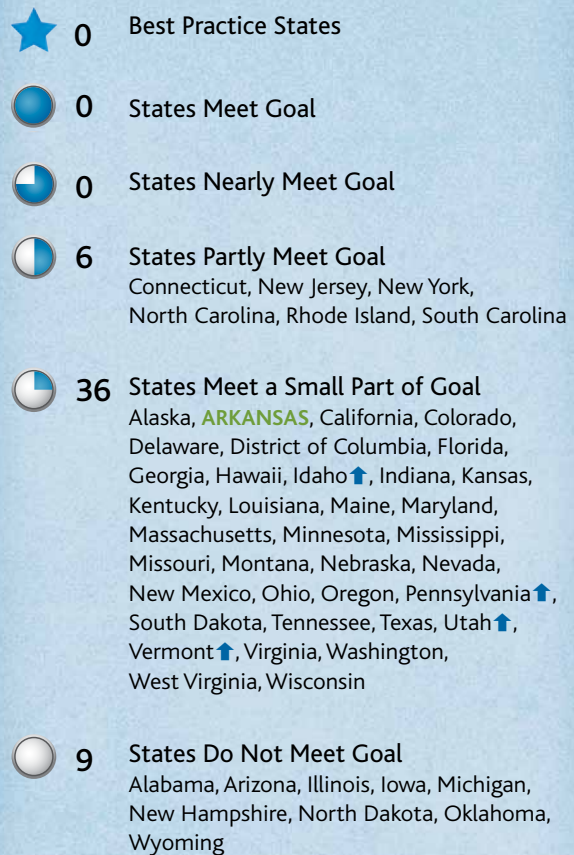 0 Best Practice States
0 States Meet Goal
0 States Nearly Meet Goal
6 States Partly Meet Goal
Connecticut, New Jersey, New York,
North Carolina, Rhode Island, South Carolina
36 States Meet a Small Part of Goal
Alaska, ARKANSAS, California, Colorado,
Delaware, District of Columbia, Florida,
Georgia, Hawaii, Idaho⬆, Indiana, Kansas,
Kentucky, Louisiana, Maine, Maryland,
Massachusetts, Minnesota, Mississippi,
Missouri, Montana, Nebraska, Nevada,
New Mexico, Ohio, Oregon, Pennsylvania⬆,
South Dakota, Tennessee, Texas, Utah⬆,
Vermont⬆, Virginia, Washington,
West Virginia, Wisconsin
9 States Do Not Meet Goal
Alabama, Arizona, Illinois, Iowa, Michigan,
New Hampshire, North Dakota, Oklahoma,
Wyoming